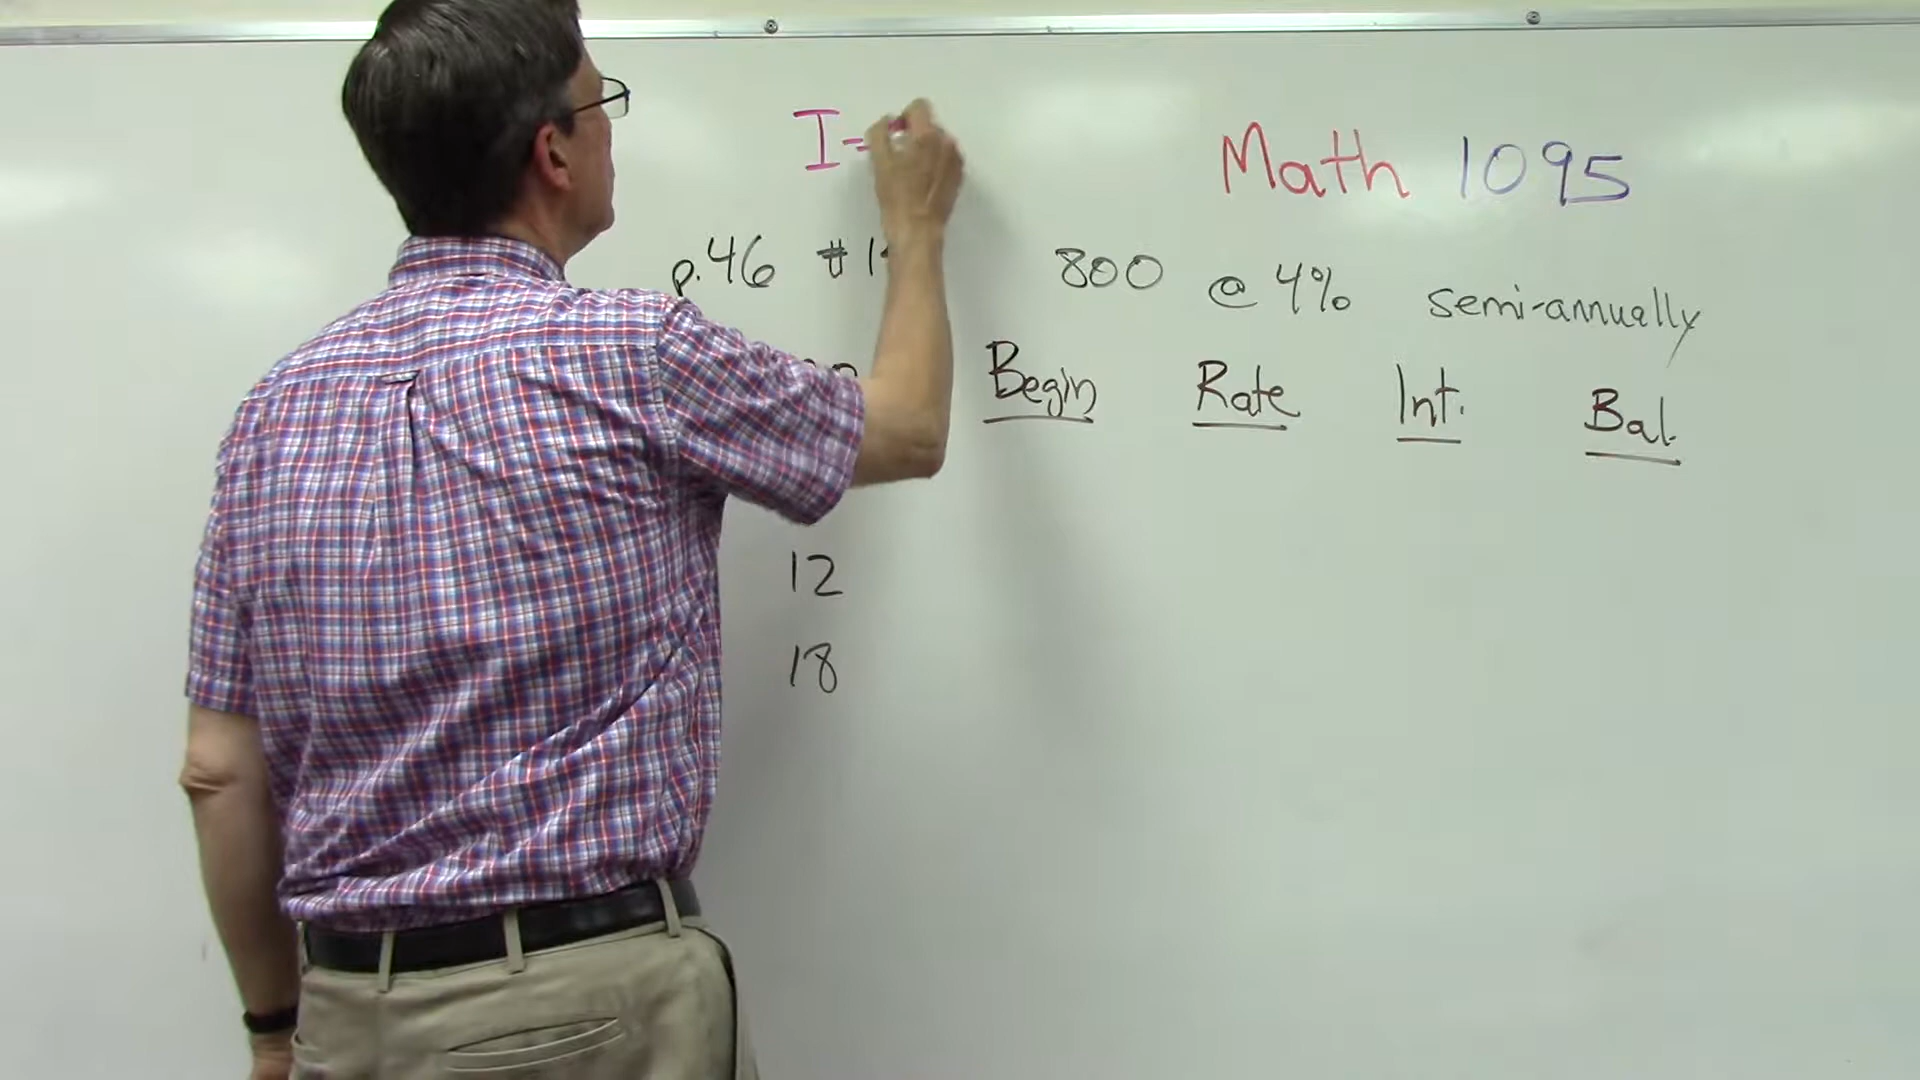 I=
Math 1095
p.46 # 800 @ 4% semi-annually
Begin Rate Int. Bal.
12
18